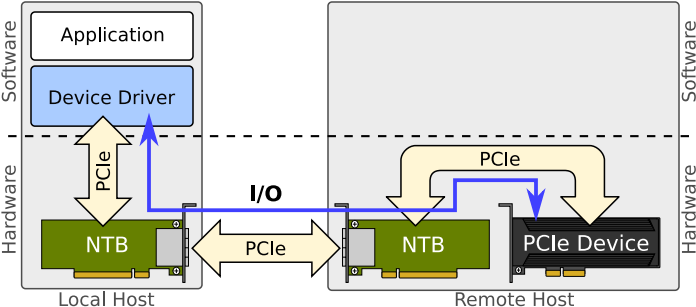 Software
Application
Device Driver
Software
Hardware
PCIe
I/O
PCIe
Hardware
NTB
PCIe
NTB
PCIe Device
Local Host
Remote Host